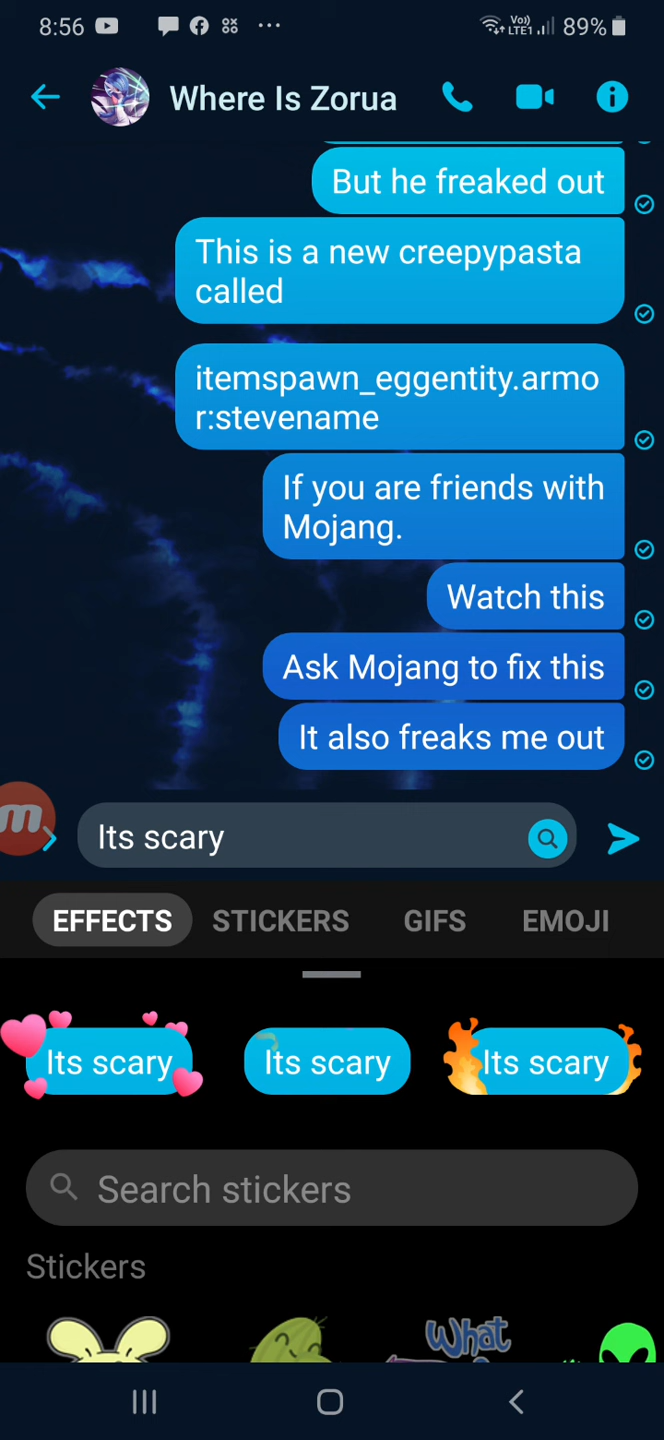 8:56
Vo)
LTE1
89%
Where Is Zorua
But he freaked out
This is a new creepypasta
called
itemspawn_eggentity.armo
r:stevename
If you are friends with
Mojang.
Watch this
Ask Mojang to fix this
It also freaks me out
m
Its scary
EFFECTS STICKERS GIFS EMOJI
Its scary Its scary Its scary
Search stickers
Stickers
What